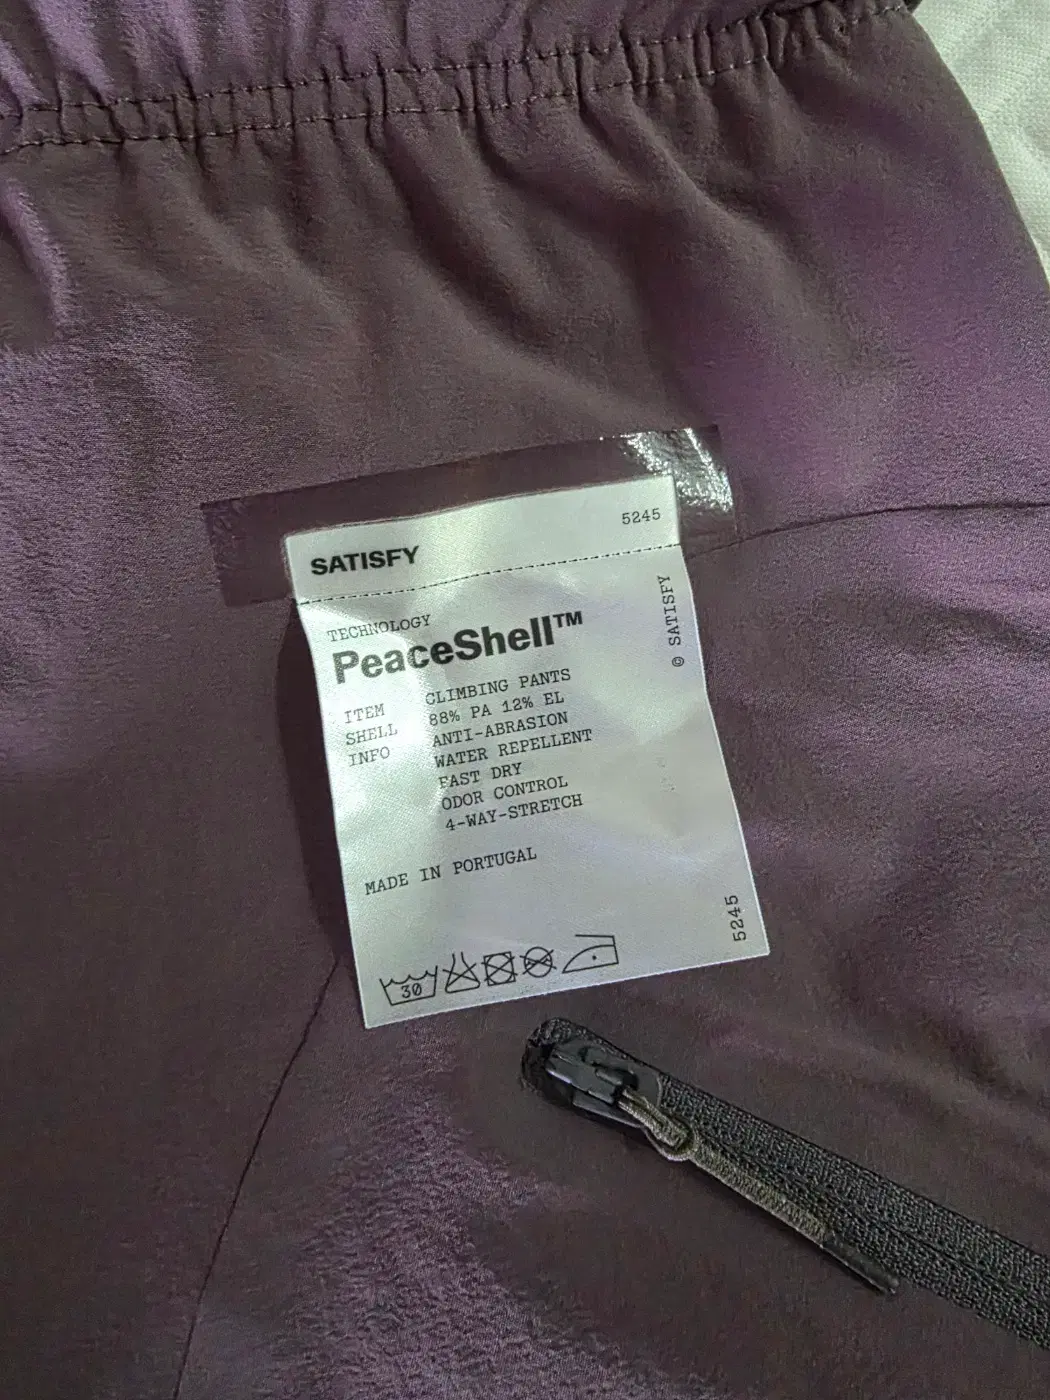 SATISFY 5245
TECHNOLOGY
PeaceShell™
ITEM CLIMBING PANTS
SHELL 88% PA 12% EL
INFO ANTI-ABRASION
WATER REPELLENT
FAST DRY
ODOR CONTROL
4-WAY-STRETCH
MADE IN PORTUGAL
30
© SATISFY
5245